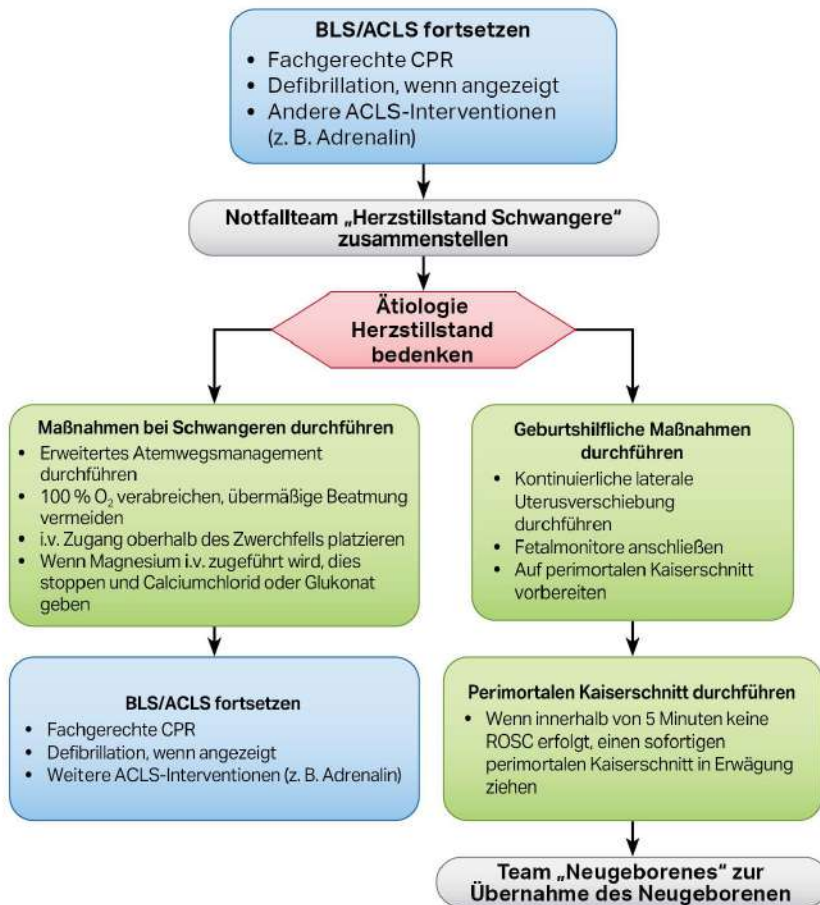 BLS/ACLS fortsetzen
• Fachgerechte CPR
• Defibrillation, wenn angezeigt
• Andere ACLS-Interventionen
(z. B. Adrenalin)
Notfallteam „Herzstillstand Schwangere“
zusammenstellen
Ätiologie
Herzstillstand
bedenken
Maßnahmen bei Schwangeren durchführen
• Erweitertes Atemwegsmanagement
durchführen
• 100 % O₂ verabreichen, übermäßige Beatmung
vermeiden
• i.v. Zugang oberhalb des Zwerchfells platzieren
• Wenn Magnesium i.v. zugeführt wird, dies
stoppen und Calciumchlorid oder Glukonat
geben
BLS/ACLS fortsetzen
• Fachgerechte CPR
• Defibrillation, wenn angezeigt
• Weitere ACLS-Interventionen (z. B. Adrenalin)
Geburtshilfliche Maßnahmen
durchführen
• Kontinuierliche laterale
Uterusverschiebung
durchführen
• Fetalmonitore anschließen
• Auf perimortalen Kaiserschnitt
vorbereiten
Perimortalen Kaiserschnitt durchführen
• Wenn innerhalb von 5 Minuten keine
ROSC erfolgt, einen sofortigen
perimortalen Kaiserschnitt in Erwägung
ziehen
Team „Neugeborenes“ zur
Übernahme des Neugeborenen